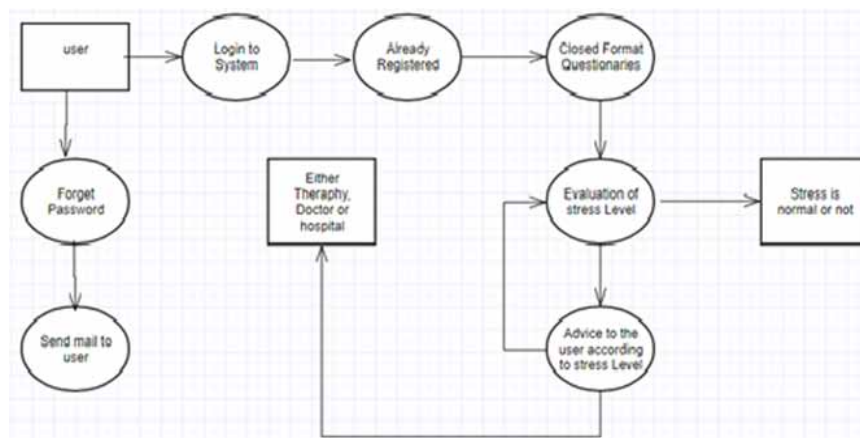 user
Login to
System
Already
Registered
Closed Format
Questionaries
Forget
Password
Either
Theraphy,
Doctor or
hospital
Evaluation of
stress Level
Stress is
normal or not
Send mail to
user
Advice to the
user according
to stress Level